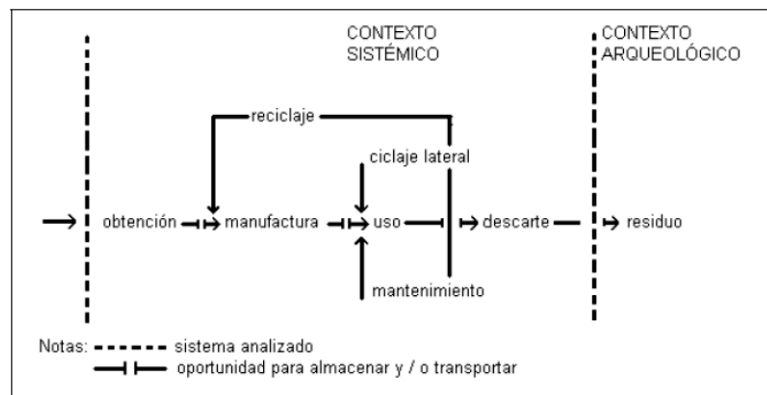 CONTEXTO
SISTÉMICO
CONTEXTO
ARQUEOLÓGICO
reciclaje
ciclaje lateral
obtención manufactura uso descarte residuo
mantenimiento
Notas: sistema analizado
oportunidad para almacenar y / o transportar